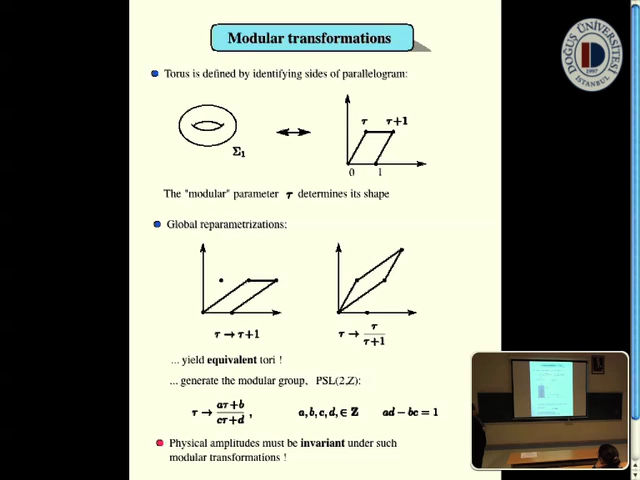 Modular transformations
Torus is defined by identifying sides of parallelogram:
τ τ+1
Σ₁
0 1
The "modular" parameter τ determines its shape
Global reparametrizations:
τ → τ+1
τ → τ/(τ+1)
... yield equivalent tori !
... generate the modular group, PSL(2,Z):
τ → (aτ+b)/(cτ+d) , a,b,c,d,∈ ℤ ad − bc = 1
Physical amplitudes must be invariant under such
modular transformations !
DOĞUŞ ÜNİVERSİTESİ
1997
İSTANBUL